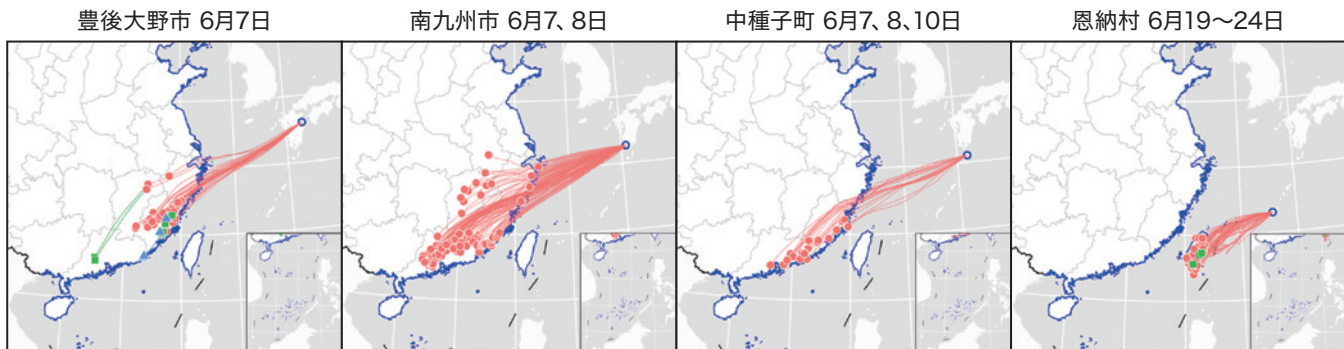 豊後大野市 6月7日
南九州市 6月7、8日
中種子町 6月7、8、10日
恩納村 6月19〜24日